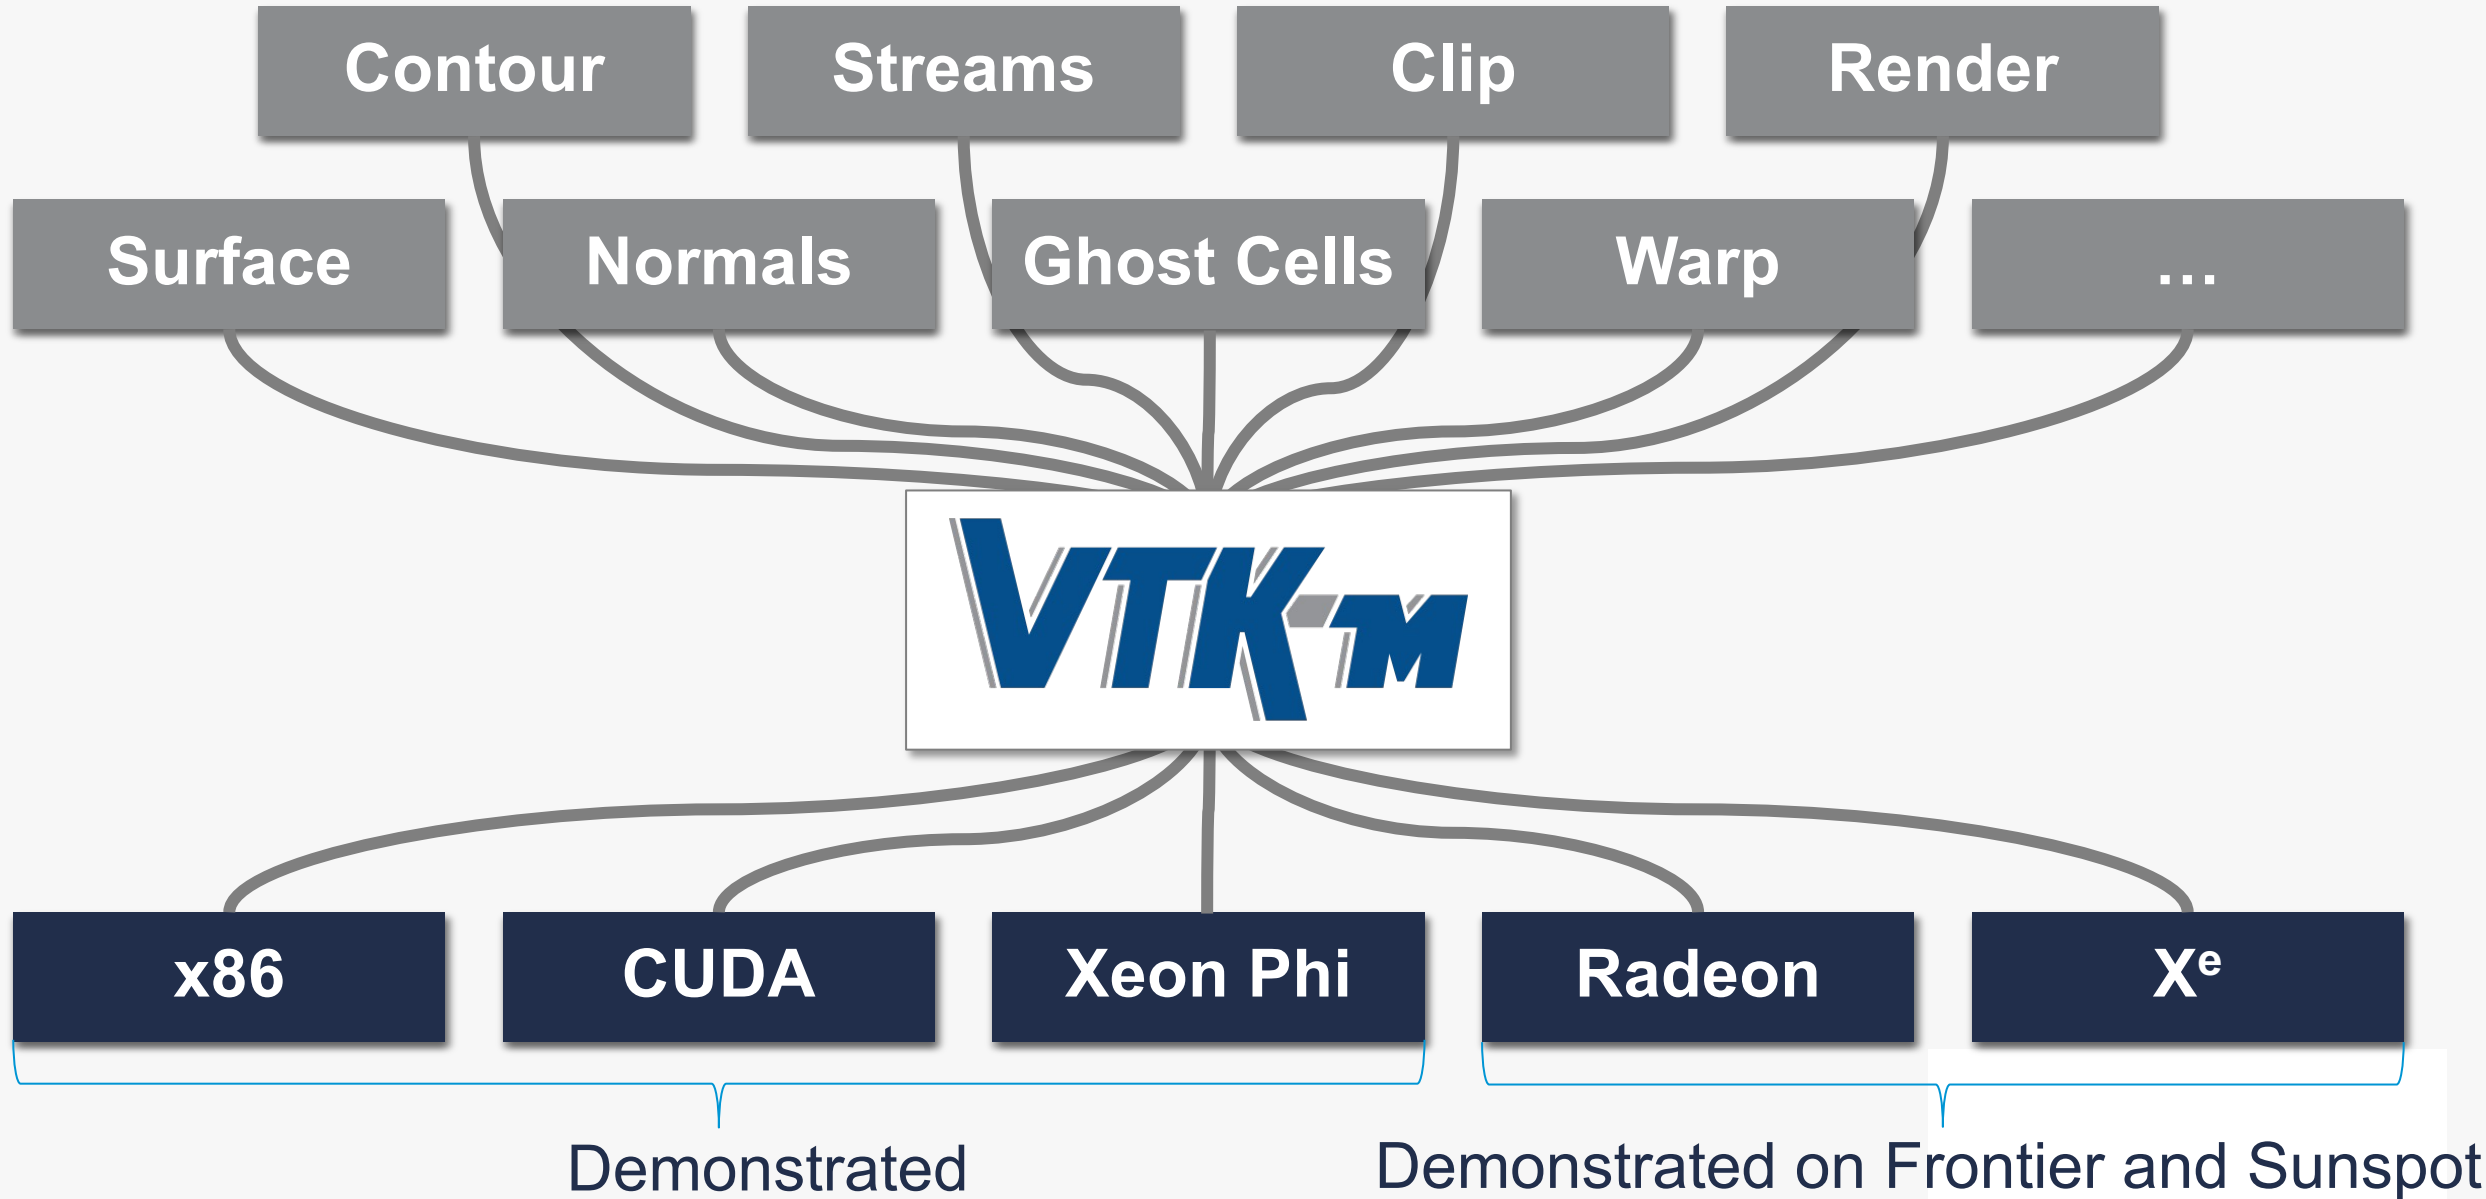 Contour Streams Clip Render
Surface Normals Ghost Cells Warp ...
VTK-m
x86 CUDA Xeon Phi Radeon Xᵉ
Demonstrated Demonstrated on Frontier and Sunspot